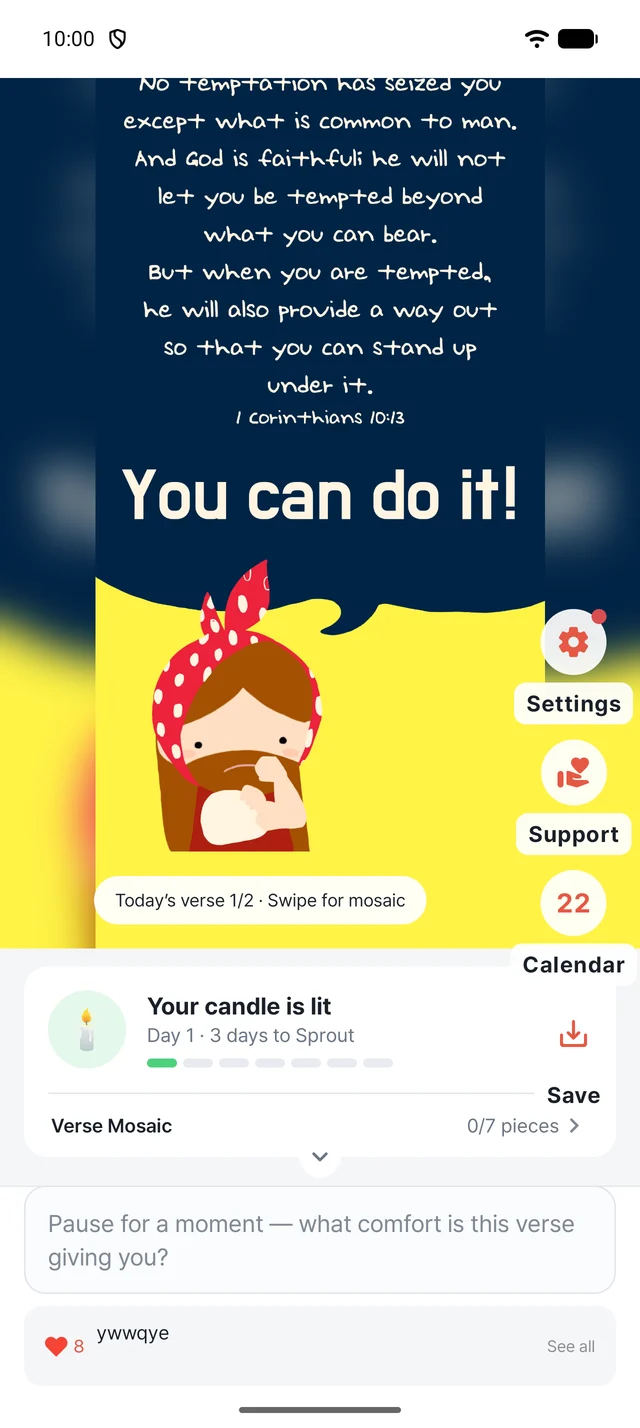 10:00
No temptation has seized you
except what is common to man.
And God is faithful; he will not
let you be tempted beyond
what you can bear.
But when you are tempted,
he will also provide a way out
so that you can stand up
under it.
1 Corinthians 10:13
You can do it!
Settings
Support
22
Calendar
Today's verse 1/2 · Swipe for mosaic
Your candle is lit
Day 1 · 3 days to Sprout
Save
Verse Mosaic
0/7 pieces
Pause for a moment — what comfort is this verse
giving you?
8
ywwqye
See all